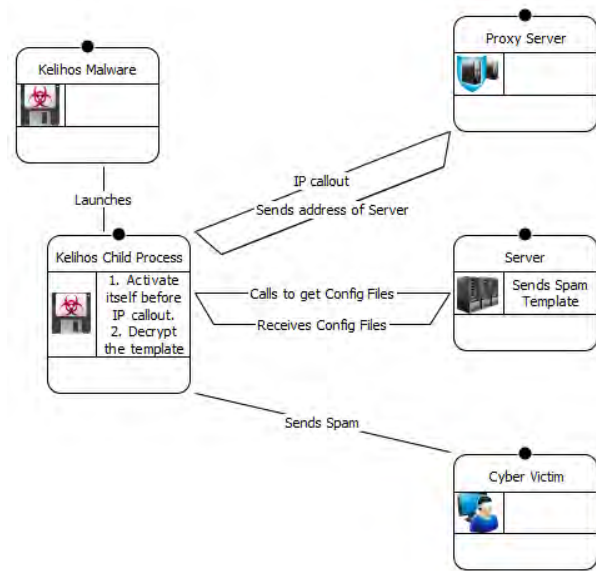 Proxy Server
Kelihos Malware
IP callout
Launches
Sends address of Server
Kelihos Child Process
1. Activate
itself before
IP callout.
2. Decrypt
the template
Server
Sends Spam
Template
Calls to get Config Files
Receives Config Files
Sends Spam
Cyber Victim